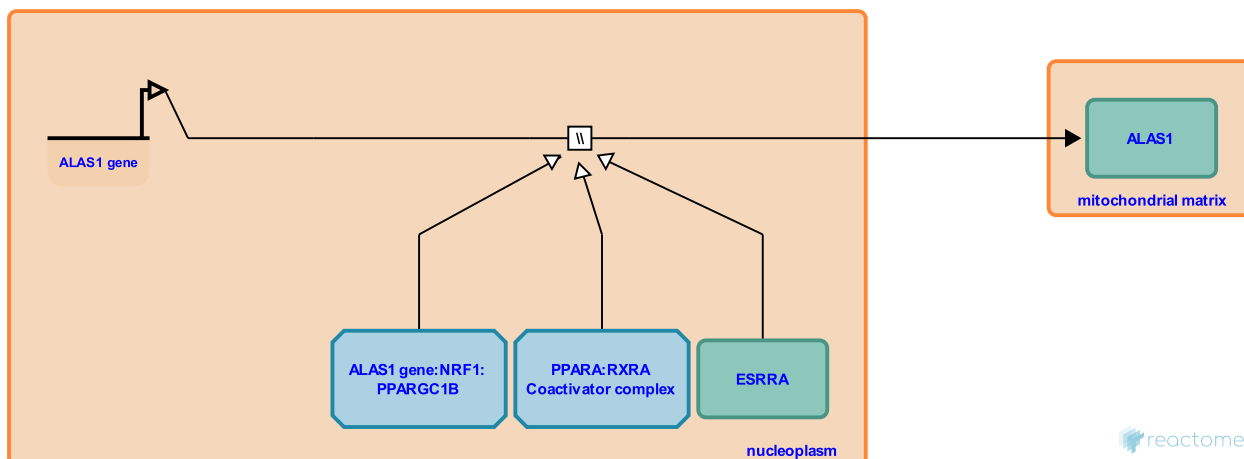 ALAS1 gene
\\
ALAS1
mitochondrial matrix
ALAS1 gene:NRF1:
PPARGC1B
PPARA:RXRA
Coactivator complex
ESRRA
nucleoplasm
reactome